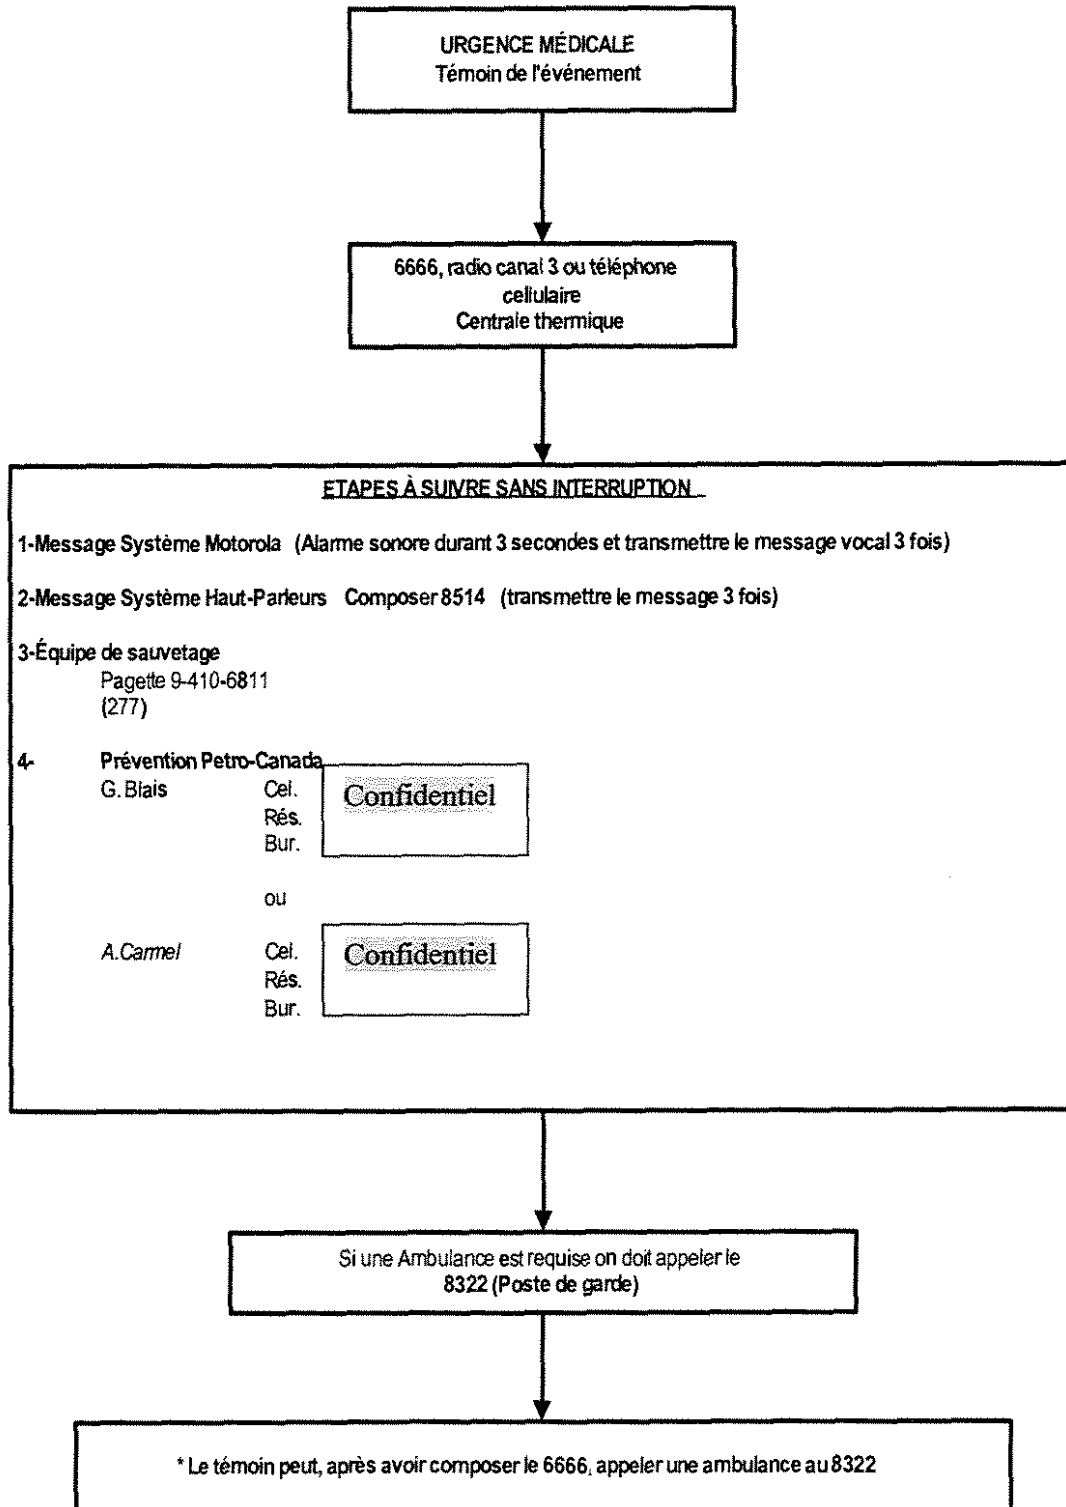 URGENCE MÉDICALE
Témoin de l'événement
6666, radio canal 3 ou téléphone
cellulaire
Centrale thermique
ETAPES À SUIVRE SANS INTERRUPTION
1-Message Système Motorola (Alarme sonore durant 3 secondes et transmettre le message vocal 3 fois)
2-Message Système Haut-Parleurs Composer 8514 (transmettre le message 3 fois)
3-Équipe de sauvetage
Pagette 9-410-6811
(277)
4- Prévention Petro-Canada
G. Blais Cel. Confidentiel
Rés.
Bur.
ou
A.Carmel Cel. Confidentiel
Rés.
Bur.
Si une Ambulance est requise on doit appeler le
8322 (Poste de garde)
* Le témoin peut, après avoir composer le 6666, appeler une ambulance au 8322